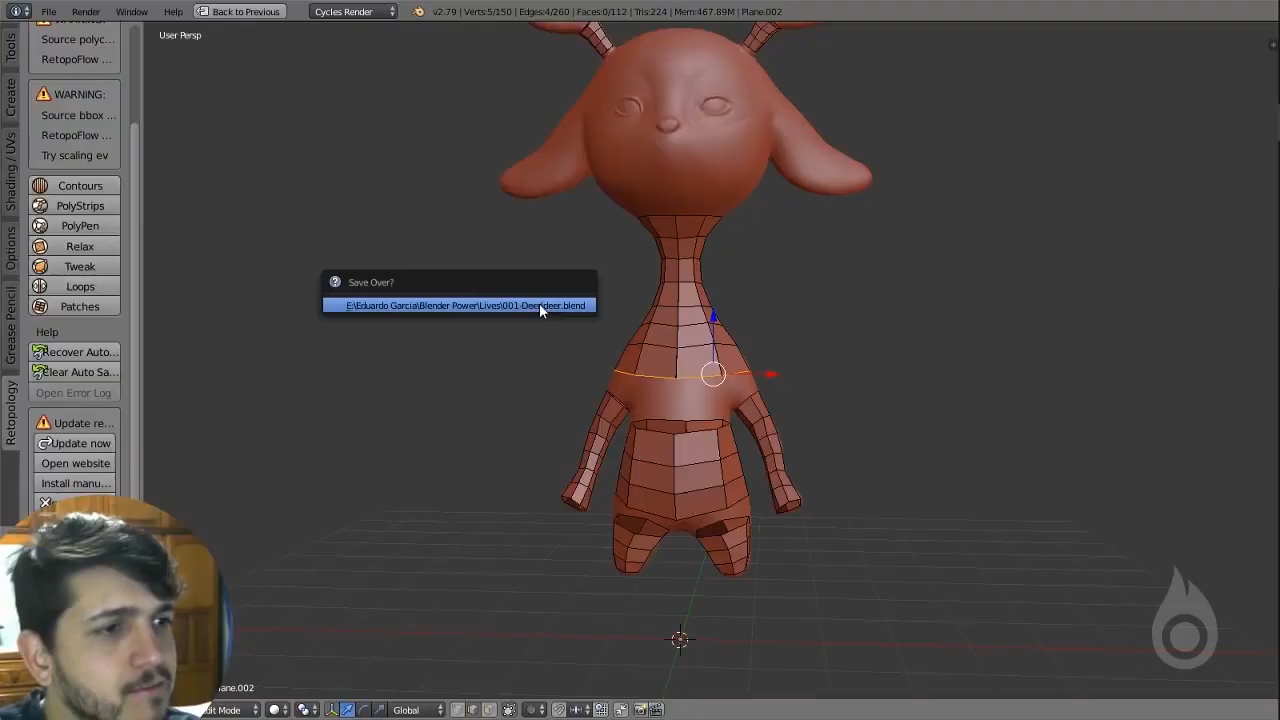 File Render Window Help Back to Previous Cycles Render v2.79 | Verts:5/150 | Edges:4/260 | Faces:0/112 | Tris:224 | Mem:467.89M | Plane.002
User Persp
Tools
Create
Shading / UVs
Options
Grease Pencil
Retopology
Source polyc...
RetopoFlow ...
WARNING:
Source bbox ...
RetopoFlow ...
Try scaling ev
Contours
PolyStrips
PolyPen
Relax
Tweak
Loops
Patches
Help
Recover Auto...
Clear Auto Sa...
Open Error Log
Update re...
Update now
Open website
Install manu...
Save Over?
E:\Eduardo Garcia\Blender Power\Lives\001-Deer\deer.blend
lane.002
dit Mode Global